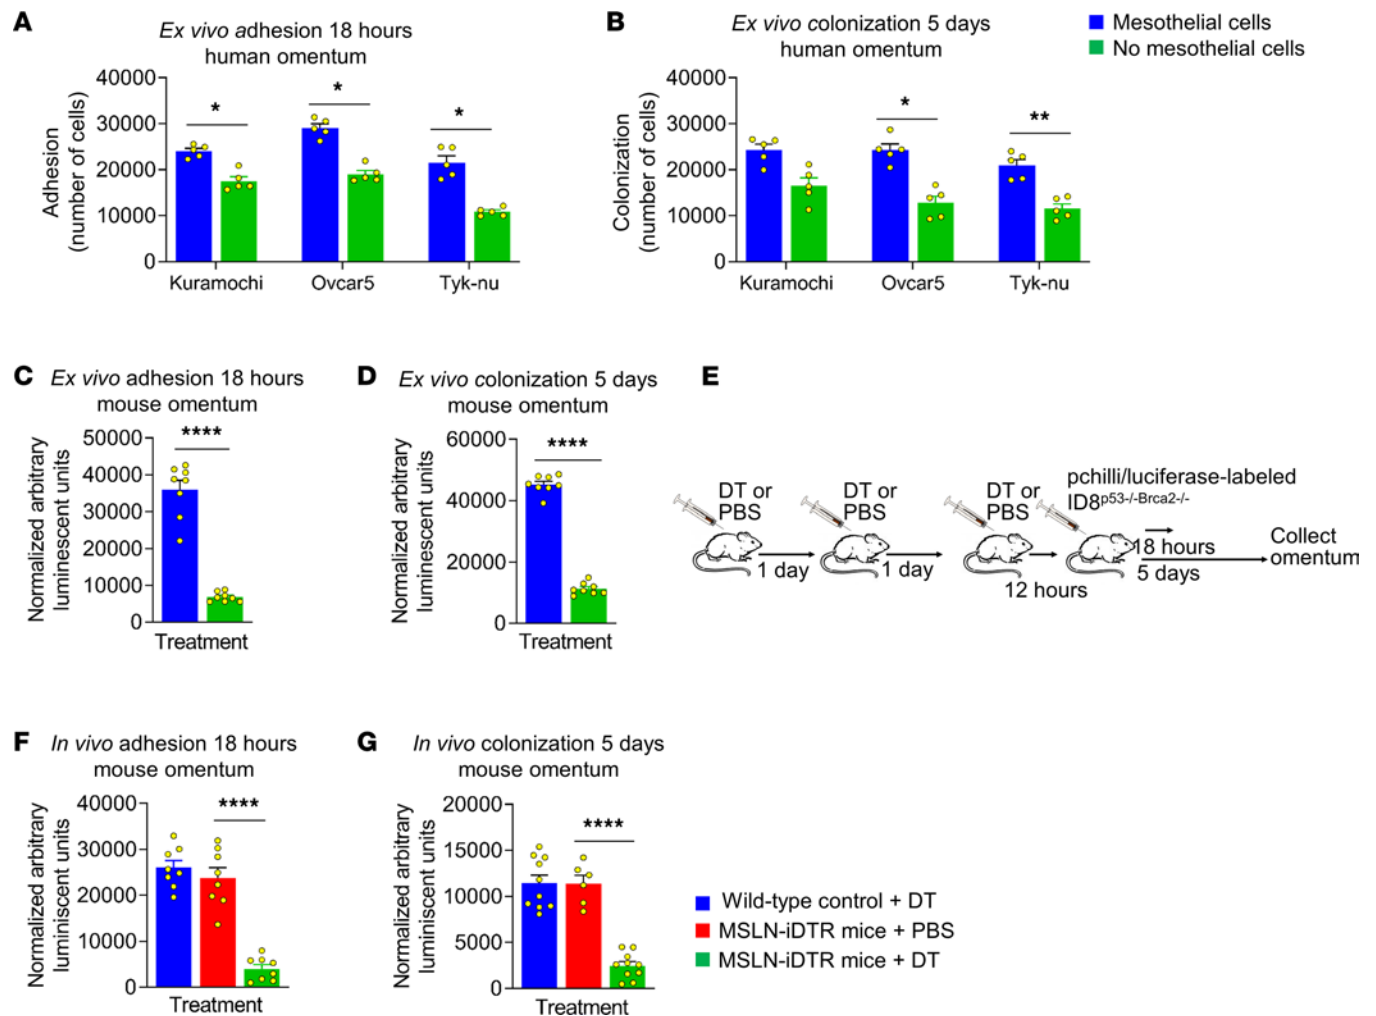 A
Ex vivo adhesion 18 hours
human omentum
Adhesion
(number of cells)
40000
30000
20000
10000
0
*
*
*
Kuramochi
Ovcar5
Tyk-nu
B
Ex vivo colonization 5 days
human omentum
Colonization
(number of cells)
40000
30000
20000
10000
0
*
**
Kuramochi
Ovcar5
Tyk-nu
Mesothelial cells
No mesothelial cells
C
Ex vivo adhesion 18 hours
mouse omentum
Normalized arbitrary
luminescent units
50000
40000
30000
20000
10000
0
****
Treatment
D
Ex vivo colonization 5 days
mouse omentum
Normalized arbitrary
luminescent units
60000
40000
20000
0
****
Treatment
E
DT or
PBS
1 day
DT or
PBS
1 day
DT or
PBS
12 hours
pchilli/luciferase-labeled
ID8p53-/-Brca2-/-
18 hours
5 days
Collect
omentum
F
In vivo adhesion 18 hours
mouse omentum
Normalized arbitrary
luminiscent units
40000
30000
20000
10000
0
****
Treatment
G
In vivo colonization 5 days
mouse omentum
Normalized arbitrary
luminiscent units
20000
15000
10000
5000
0
****
Treatment
Wild-type control + DT
MSLN-iDTR mice + PBS
MSLN-iDTR mice + DT